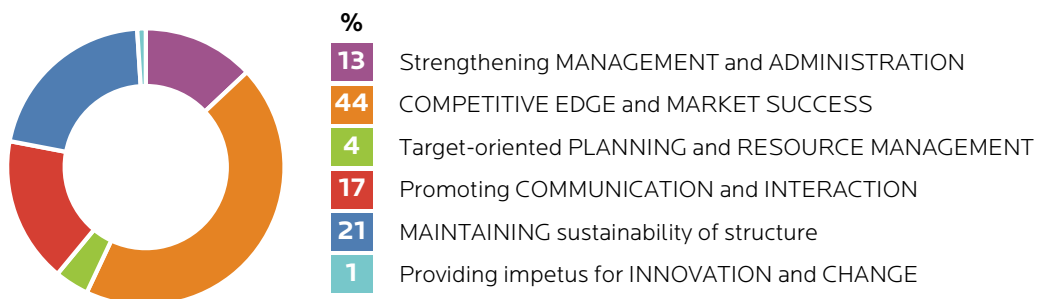 %
13 Strengthening MANAGEMENT and ADMINISTRATION
44 COMPETITIVE EDGE and MARKET SUCCESS
4 Target-oriented PLANNING and RESOURCE MANAGEMENT
17 Promoting COMMUNICATION and INTERACTION
21 MAINTAINING sustainability of structure
1 Providing impetus for INNOVATION and CHANGE